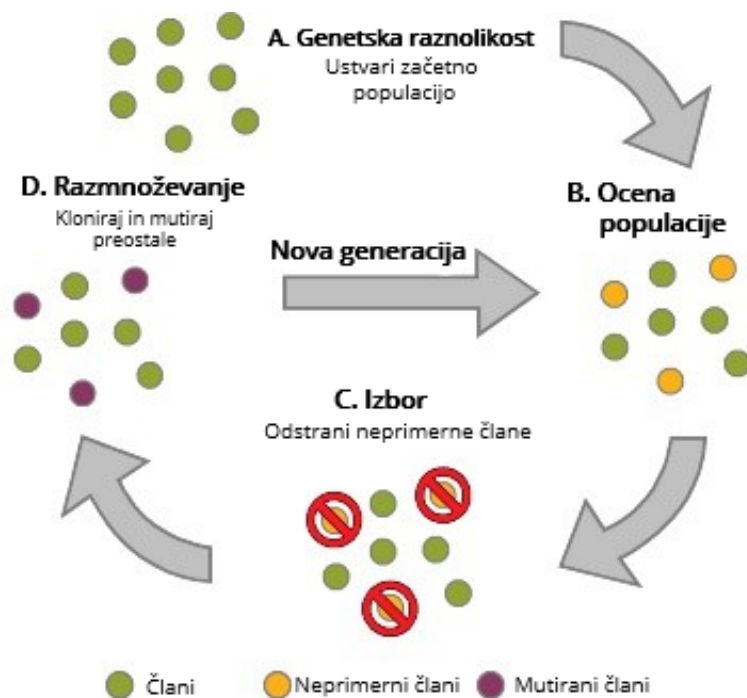 A. Genetska raznolikost
Ustvari začetno
populacijo
D. Razmnoževanje
Kloniraj in mutiraj
preostale
B. Ocena
populacije
Nova generacija
C. Izbor
Odstrani neprimerne člane
Člani
Neprimerni člani
Mutirani člani